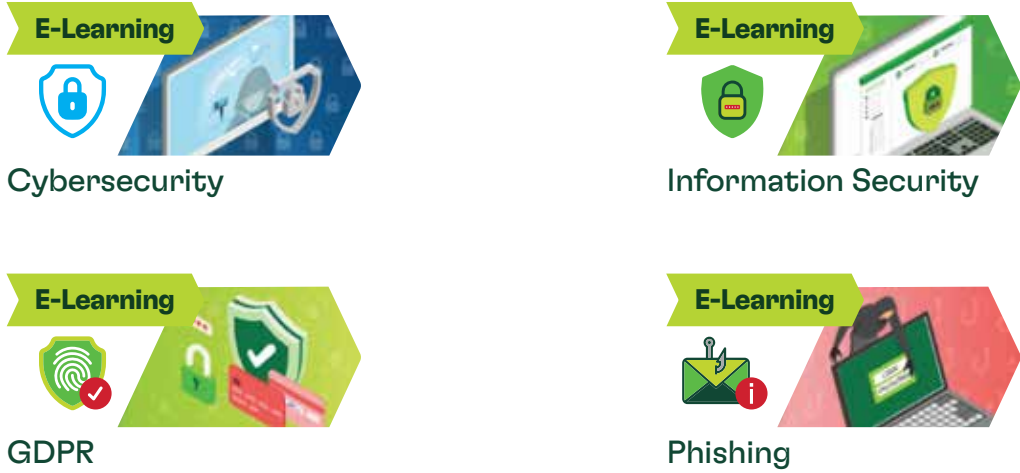 E-Learning
E-Learning
Cybersecurity
Information Security
E-Learning
E-Learning
GDPR
Phishing